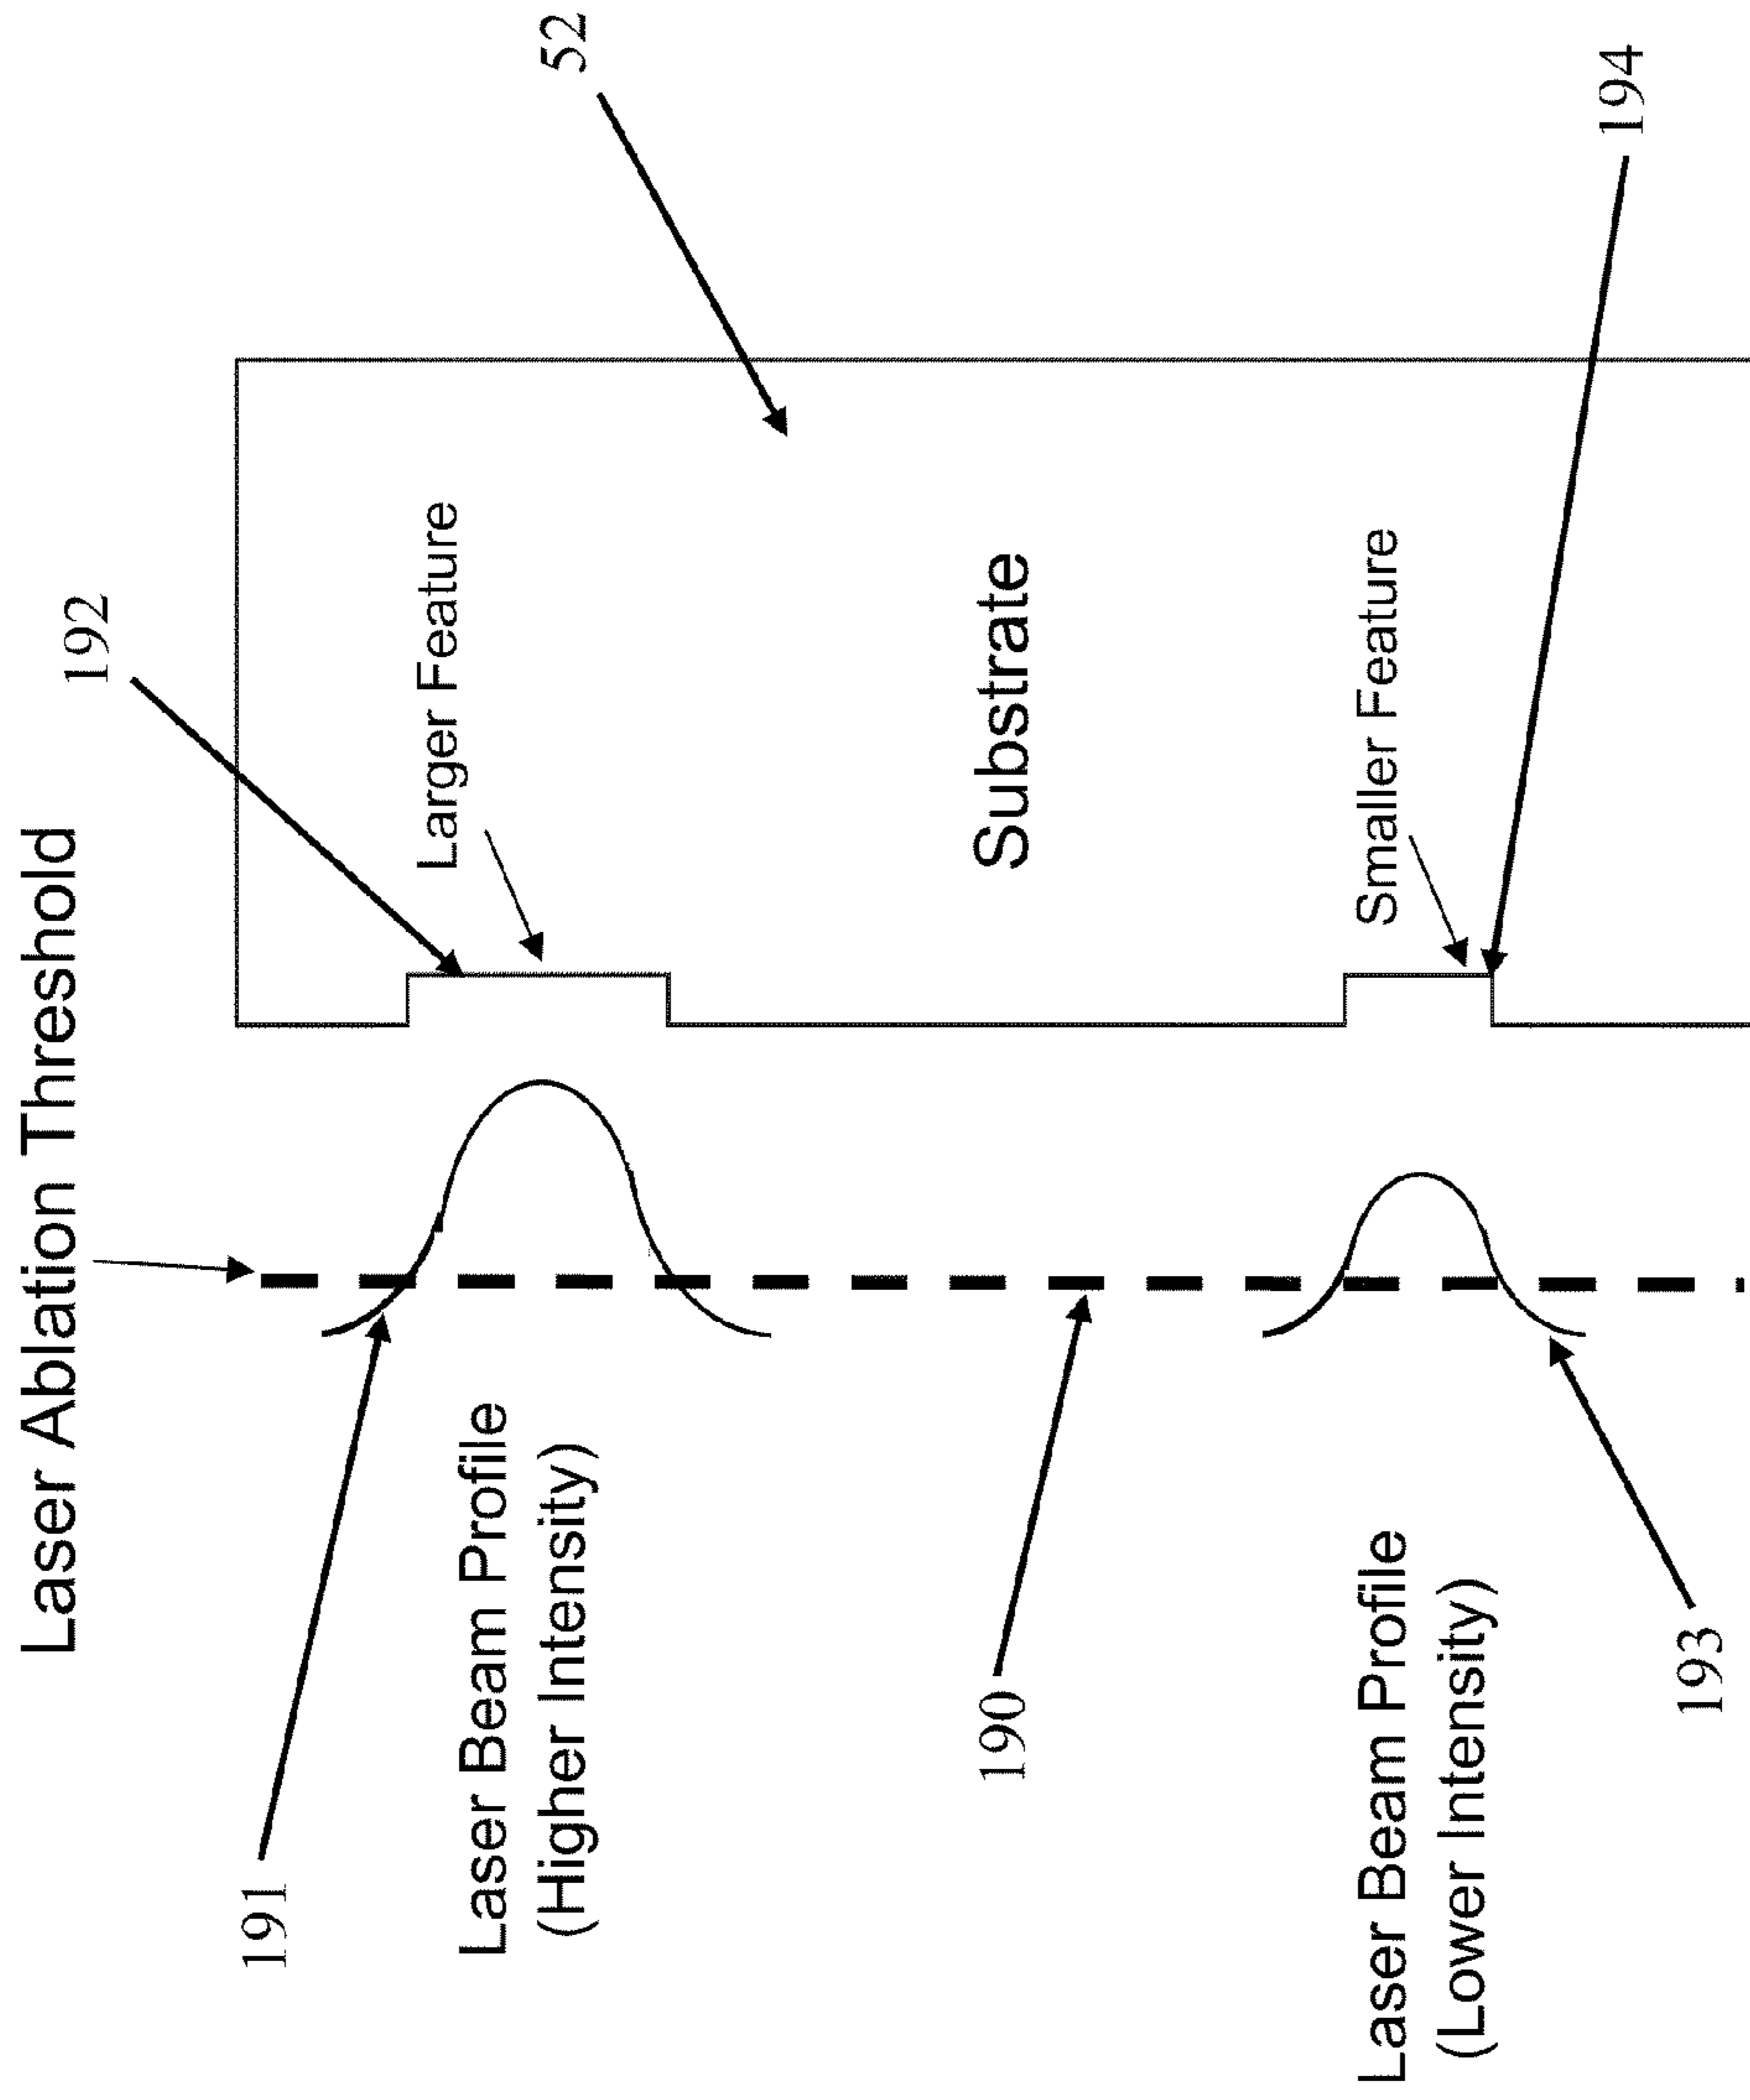 Laser Ablation Threshold
191
192
Laser Beam Profile
(Higher Intensity)
Larger Feature
52
190
Substrate
Laser Beam Profile
(Lower Intensity)
Smaller Feature
193
194